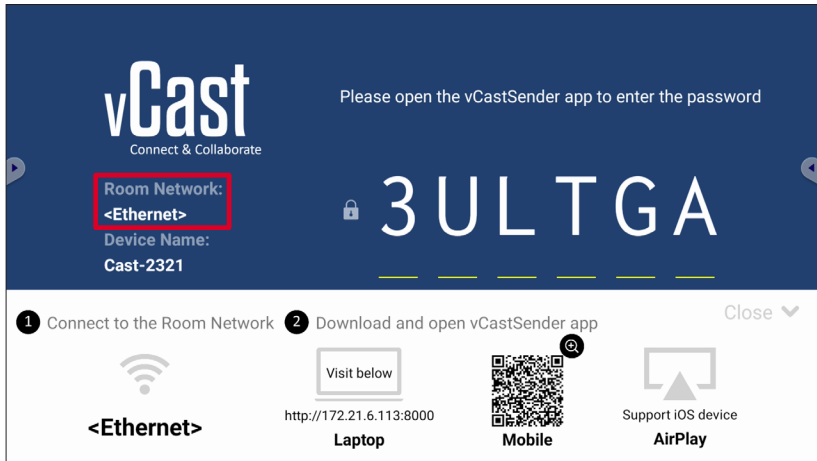 vCast
Connect & Collaborate
Please open the vCastSender app to enter the password
Room Network:
<Ethernet>
Device Name:
Cast-2321
3ULTGA
1 Connect to the Room Network
2 Download and open vCastSender app
Close
<Ethernet>
Visit below
http://172.21.6.113:8000
Laptop
Mobile
Support iOS device
AirPlay